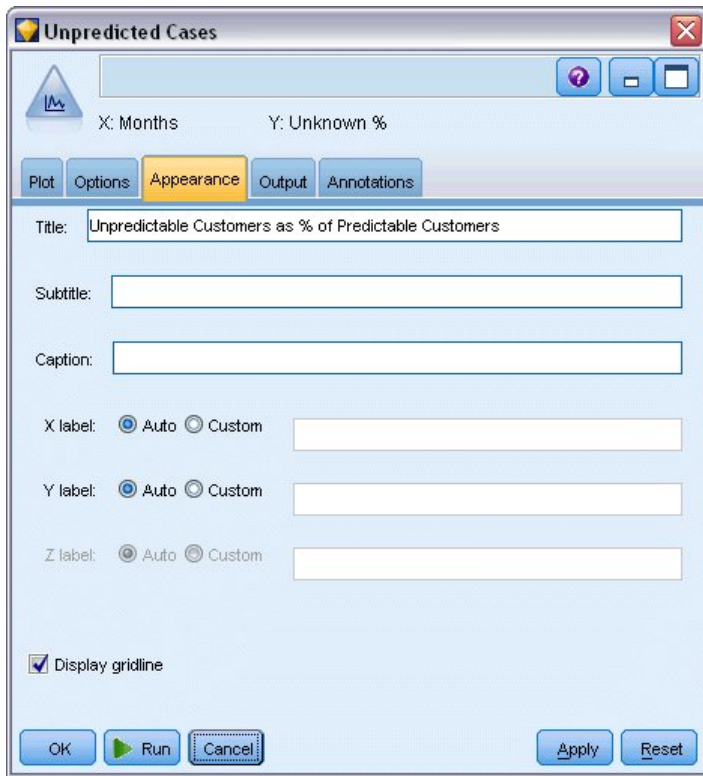 Unpredicted Cases
X: Months Y: Unknown %
Plot Options Appearance Output Annotations
Title: Unpredictable Customers as % of Predictable Customers
Subtitle:
Caption:
X label: Auto Custom
Y label: Auto Custom
Z label: Auto Custom
Display gridline
OK Run Cancel Apply Reset